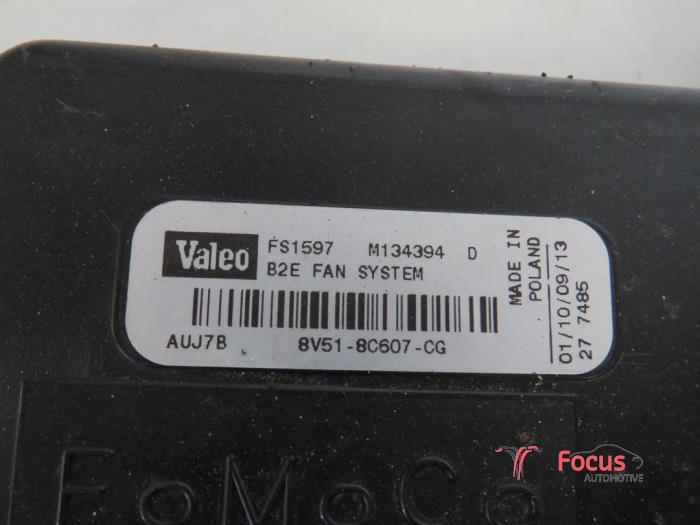 Valeo
FS1597 M134394 D
B2E FAN SYSTEM
AUJ7B 8V51-8C607-CG
MADE IN
POLAND
01/10/09/13
27 7485
FoMoCo
Focus
AUTOMOTIVE